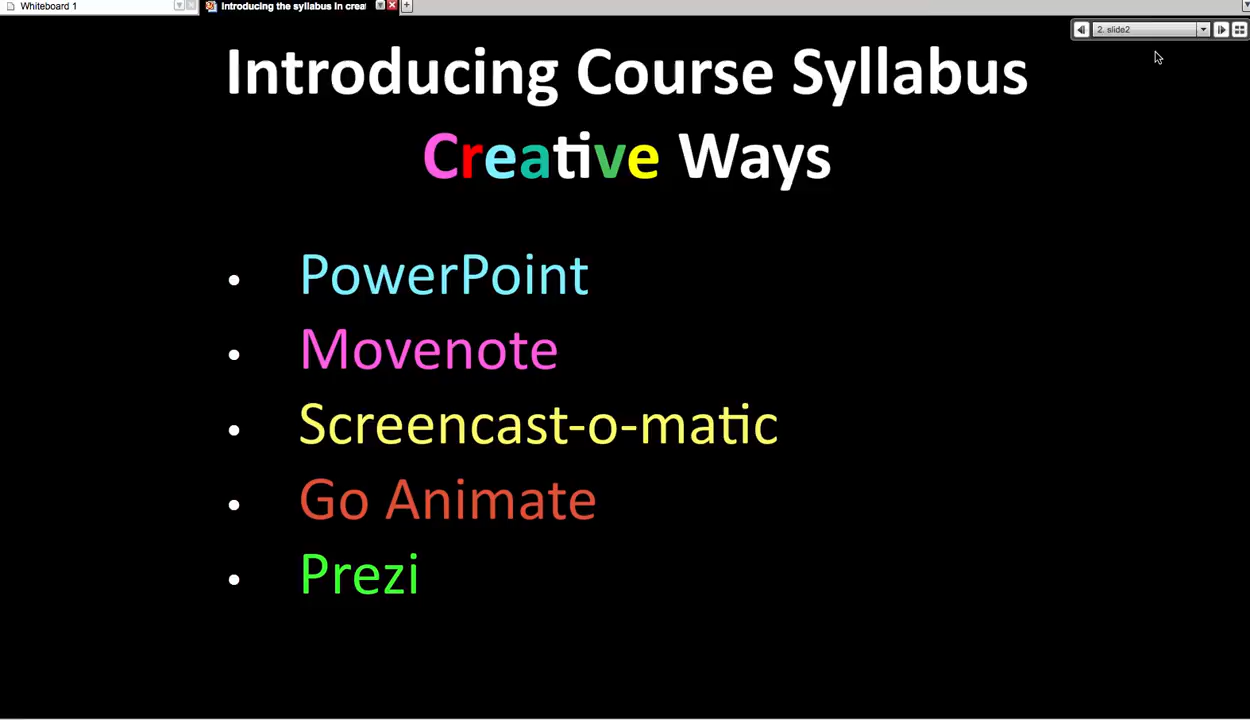 Whiteboard 1
Introducing the syllabus in crea
2. slide2
Introducing Course Syllabus
Creative Ways
• PowerPoint
• Movenote
• Screencast-o-matic
• Go Animate
• Prezi